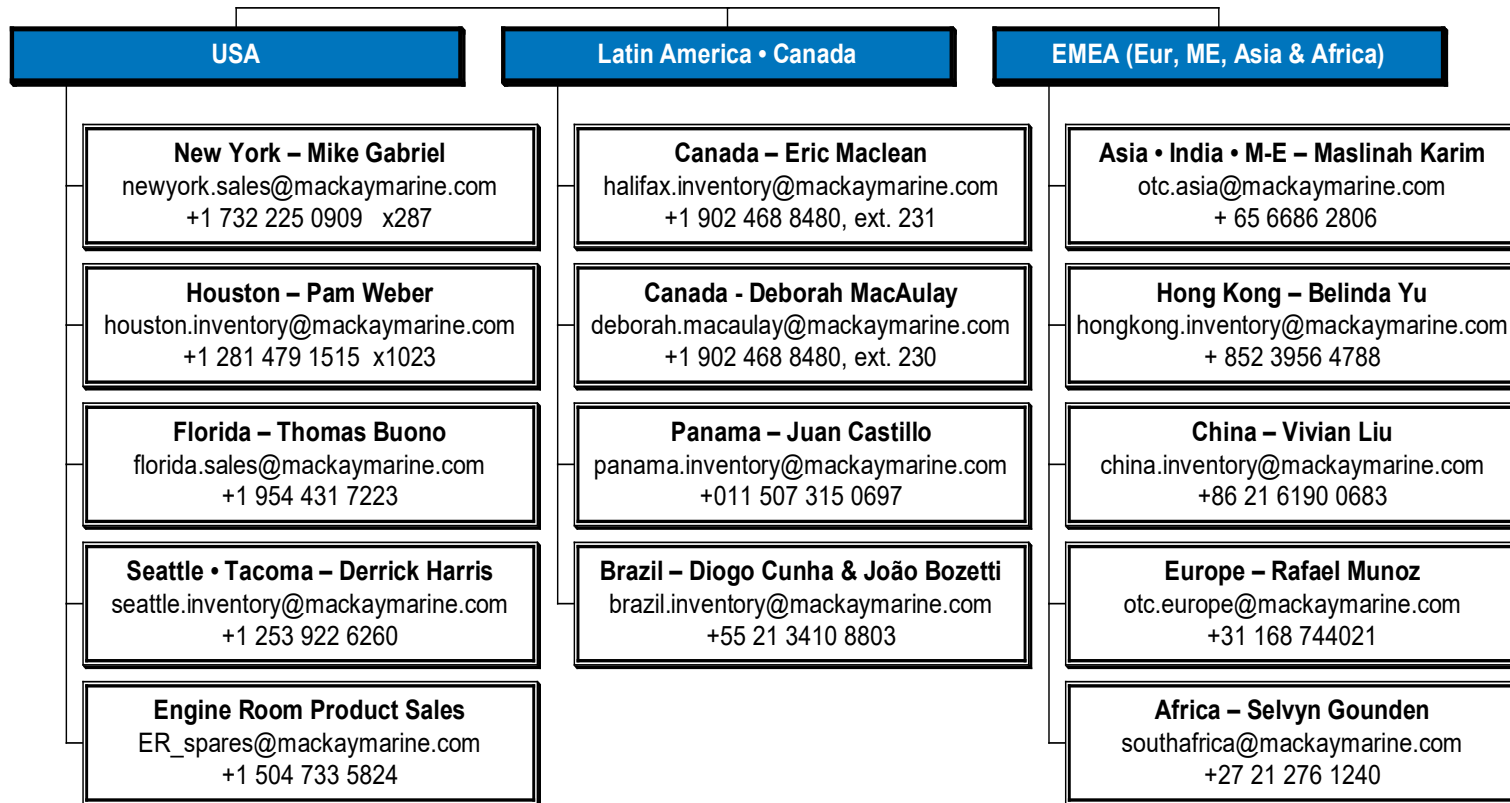 USA
New York – Mike Gabriel
newyork.sales@mackaymarine.com
+1 732 225 0909   x287
Houston – Pam Weber
houston.inventory@mackaymarine.com
+1 281 479 1515  x1023
Florida – Thomas Buono
florida.sales@mackaymarine.com
+1 954 431 7223
Seattle • Tacoma – Derrick Harris
seattle.inventory@mackaymarine.com
+1 253 922 6260
Engine Room Product Sales
ER_spares@mackaymarine.com
+1 504 733 5824
Latin America • Canada
Canada – Eric Maclean
halifax.inventory@mackaymarine.com
+1 902 468 8480, ext. 231
Canada - Deborah MacAulay
deborah.macaulay@mackaymarine.com
+1 902 468 8480, ext. 230
Panama – Juan Castillo
panama.inventory@mackaymarine.com
+011 507 315 0697
Brazil – Diogo Cunha & João Bozetti
brazil.inventory@mackaymarine.com
+55 21 3410 8803
EMEA (Eur, ME, Asia & Africa)
Asia • India • M-E – Maslinah Karim
otc.asia@mackaymarine.com
+ 65 6686 2806
Hong Kong – Belinda Yu
hongkong.inventory@mackaymarine.com
+ 852 3956 4788
China – Vivian Liu
china.inventory@mackaymarine.com
+86 21 6190 0683
Europe – Rafael Munoz
otc.europe@mackaymarine.com
+31 168 744021
Africa – Selvyn Gounden
southafrica@mackaymarine.com
+27 21 276 1240